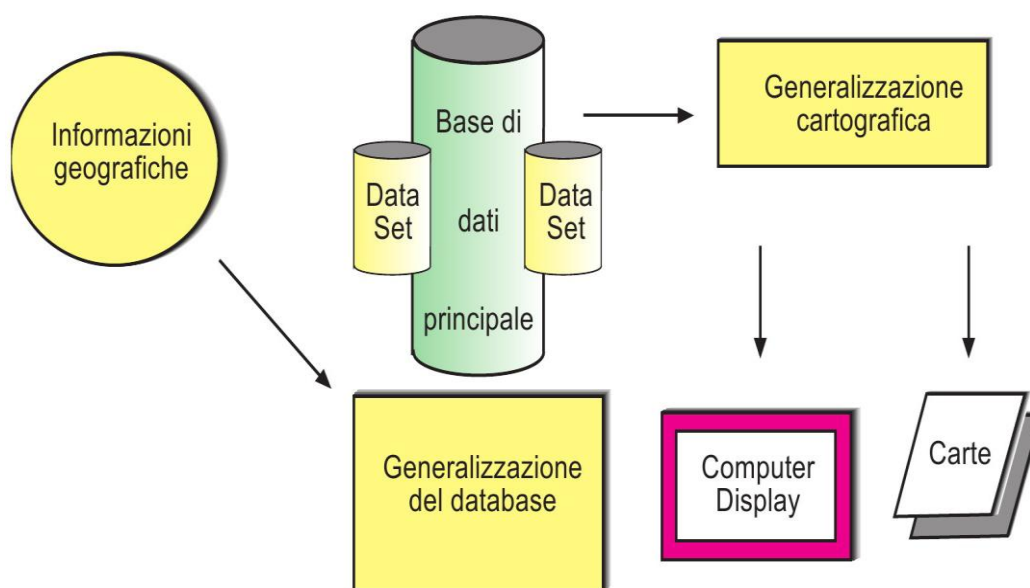 Informazioni
geografiche
Base di
dati
principale
Data
Set
Data
Set
Generalizzazione
cartografica
Generalizzazione
del database
Computer
Display
Carte